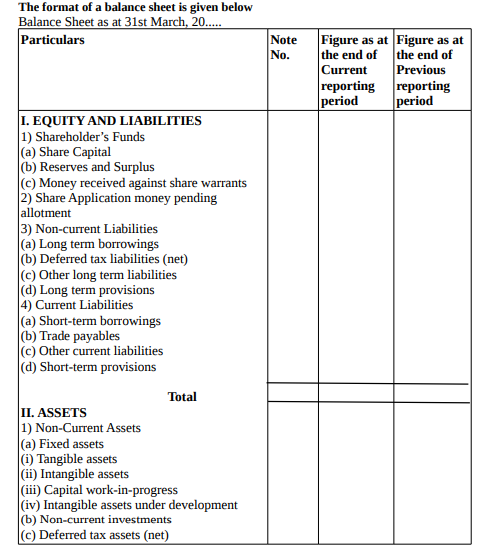 The format of a balance sheet is given below
Balance Sheet as at 31st March, 20.....
Particulars
Note
No.
Figure as at
the end of
Current
reporting
period
Figure as at
the end of
Previous
reporting
period
I. EQUITY AND LIABILITIES
1) Shareholder's Funds
(a) Share Capital
(b) Reserves and Surplus
(c) Money received against share warrants
2) Share Application money pending
allotment
3) Non-current Liabilities
(a) Long term borrowings
(b) Deferred tax liabilities (net)
(c) Other long term liabilities
(d) Long term provisions
4) Current Liabilities
(a) Short-term borrowings
(b) Trade payables
(c) Other current liabilities
(d) Short-term provisions
Total
II. ASSETS
1) Non-Current Assets
(a) Fixed assets
(i) Tangible assets
(ii) Intangible assets
(iii) Capital work-in-progress
(iv) Intangible assets under development
(b) Non-current investments
(c) Deferred tax assets (net)